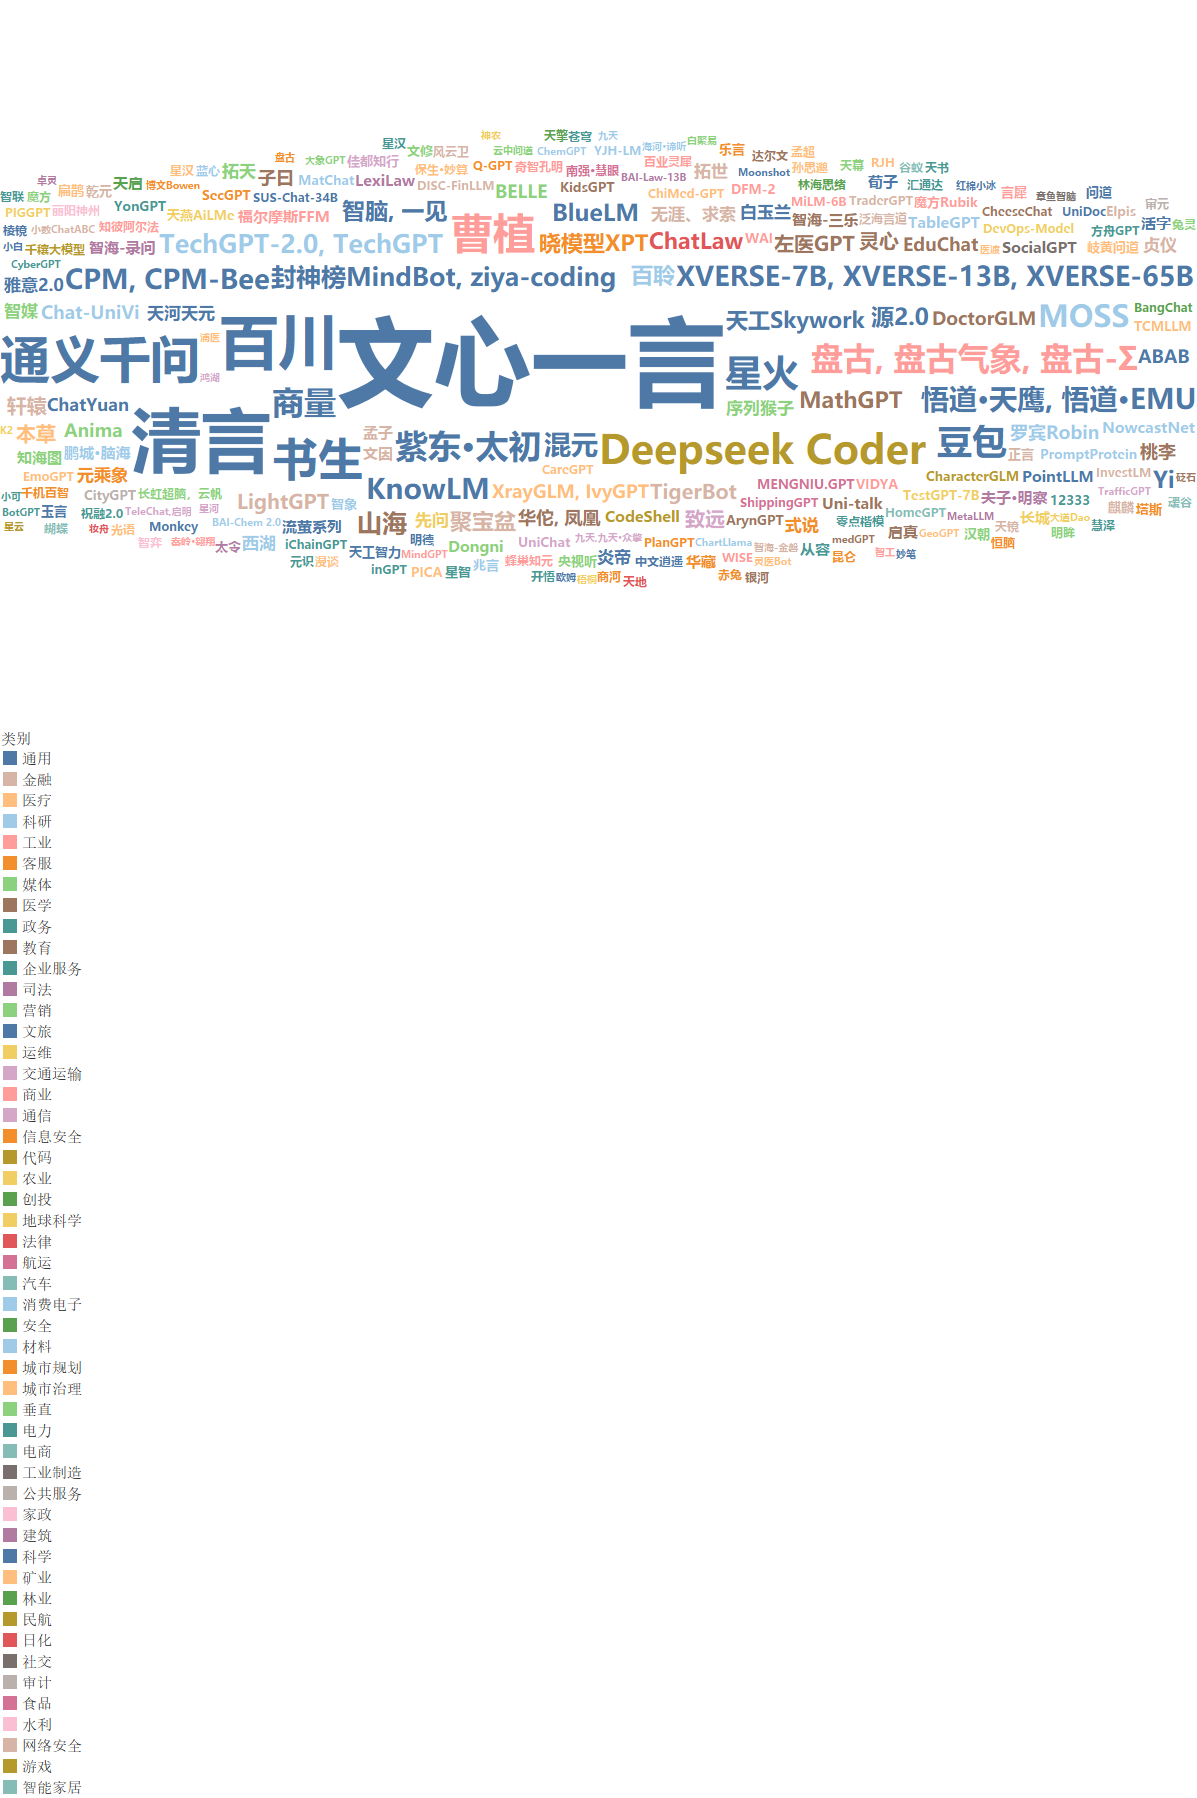 神农 天擎 苍穹 九天
星汉 文修 风云卫 云中问道 ChemGPT YJH-LM 海河·谛听 白聚易 乐言 达尔文 孟超
盘古 大象GPT 佳都知行 保生·妙算 Q-GPT 奇智孔明 南强·慧眼 百业灵犀 拓世 Moonshot 孙思邈 天幕 RJH 谷蚁 天书
星汉 蓝心 拓天 子曰 MatChat LexiLaw DISC-FinLLM BELLE KidsGPT BAI-Law-13B ChiMed-GPT DFM-2 林海思绪 荀子 汇通达 红棉小冰 言犀 章鱼智脑 问道
卓灵 智联 魔方 扁鹊 乾元 天启 博文Bowen SecGPT SUS-Chat-34B 智脑, 一见 曹植 BlueLM 无涯、求索 白玉兰 MiLM-6B TraderGPT 魔方Rubik CheeseChat UniDoc Elpis 审元
PIGGPT 丽阳神州 YonGPT 天燕AiLMe 福尔摩斯FFM 智海-三乐 泛海言道 TableGPT DevOps-Model 方舟GPT 活字 兔灵
棱镜 小数ChatABC 知彼阿尔法
小白 千禧大模型 智海-录问 TechGPT-2.0, TechGPT 晓模型XPT ChatLaw WAI 左医GPT 灵心 EduChat 医渡 SocialGPT 岐黄问道 贞仪
CyberGPT
雅意2.0 CPM, CPM-Bee 封神榜 MindBot, ziya-coding 百聆 XVERSE-7B, XVERSE-13B, XVERSE-65B
智媒 Chat-UniVi 天河天元 百川 文心一言 天工Skywork 源2.0 DoctorGLM MOSS BangChat
TCMLLM
通义千问 浦医 鸿湖 星火 盘古, 盘古气象, 盘古-Σ ABAB
轩辕 ChatYuan 清言 商量 序列猴子 MathGPT 悟道·天鹰, 悟道·EMU
K2 本草 Anima 书生 孟子 文因 紫东·太初 混元 Deepseek Coder 豆包 罗宾Robin NowcastNet
知海图 鹏城·脑海 正言 PromptProtein 桃李
EmoGPT 元乘象 CareGPT CharacterGLM PointLLM InvestLM Yi 砭石
小可 千机百智 CityGPT 长虹超脑, 云帆 LightGPT 智象 KnowLM XrayGLM, IvyGPT TigerBot MENGNIU.GPT VIDYA TestGPT-7B 夫子·明察 12333 TrafficGPT 璟谷
BotGPT 玉言 祝融2.0 TeleChat,启明 星河 山海 先问 聚宝盆 华佗, 凤凰 CodeShell 致远 ShippingGPT Uni-talk HomeGPT MetaLLM 长城 大道Dao 麒麟 塔斯
星云 蝴蝶 妆舟 光语 Monkey BAI-Chem 2.0 流萤系列 ArynGPT 式说 零点楷模 启真 GeoGPT 汉朝 天镜 明眸 慧泽
智弈 太令 西湖 iChainGPT 明德 天工智力 MindGPT Dongni UniChat 九天,九天·众擎 PlanGPT ChartLlama 智海-金磐 从容 medGPT 恒脑
元识 漫谈 inGPT PICA 星智 兆言 蜂巢知元 央视听 炎帝 中文逍遥 华藏 WISE 灵医Bot 昆仑 智工 妙笔
开悟 欧姆 梧桐 商河 天地 赤兔 银河
类别
通用
金融
医疗
科研
工业
客服
媒体
医学
政务
教育
企业服务
司法
营销
文旅
运维
交通运输
商业
通信
信息安全
代码
农业
创投
地球科学
法律
航运
汽车
消费电子
安全
材料
城市规划
城市治理
垂直
电力
电商
工业制造
公共服务
家政
建筑
科学
矿业
林业
民航
日化
社交
审计
食品
水利
网络安全
游戏
智能家居